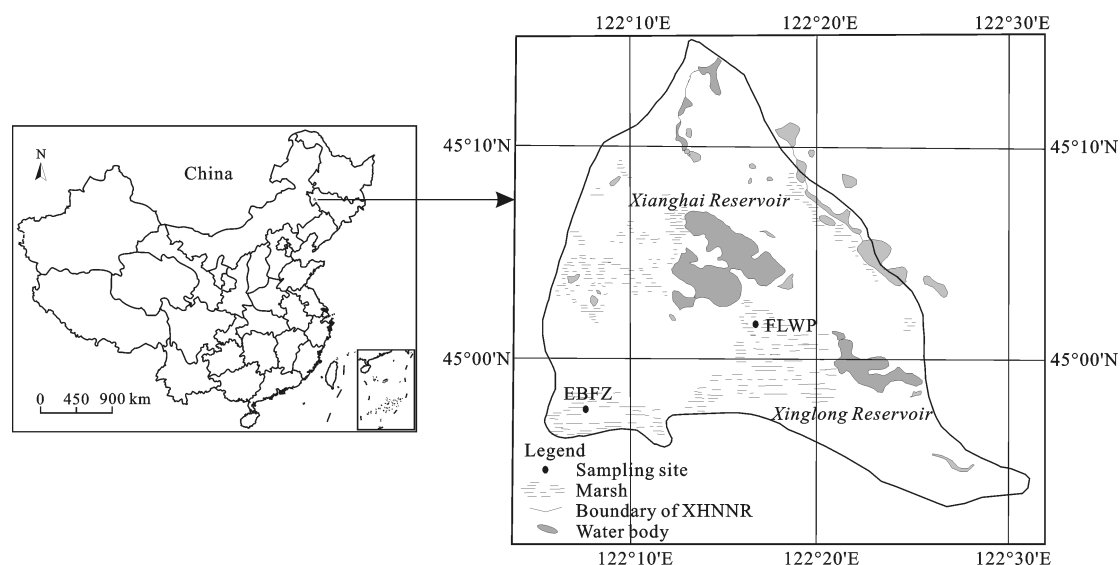 122°10'E 122°20'E 122°30'E
N
China
45°10'N 45°10'N
Xianghai Reservoir
FLWP
45°00'N 45°00'N
EBFZ
0 450 900 km
Xinglong Reservoir
Legend
Sampling site
Marsh
Boundary of XHNNR
Water body
122°10'E 122°20'E 122°30'E